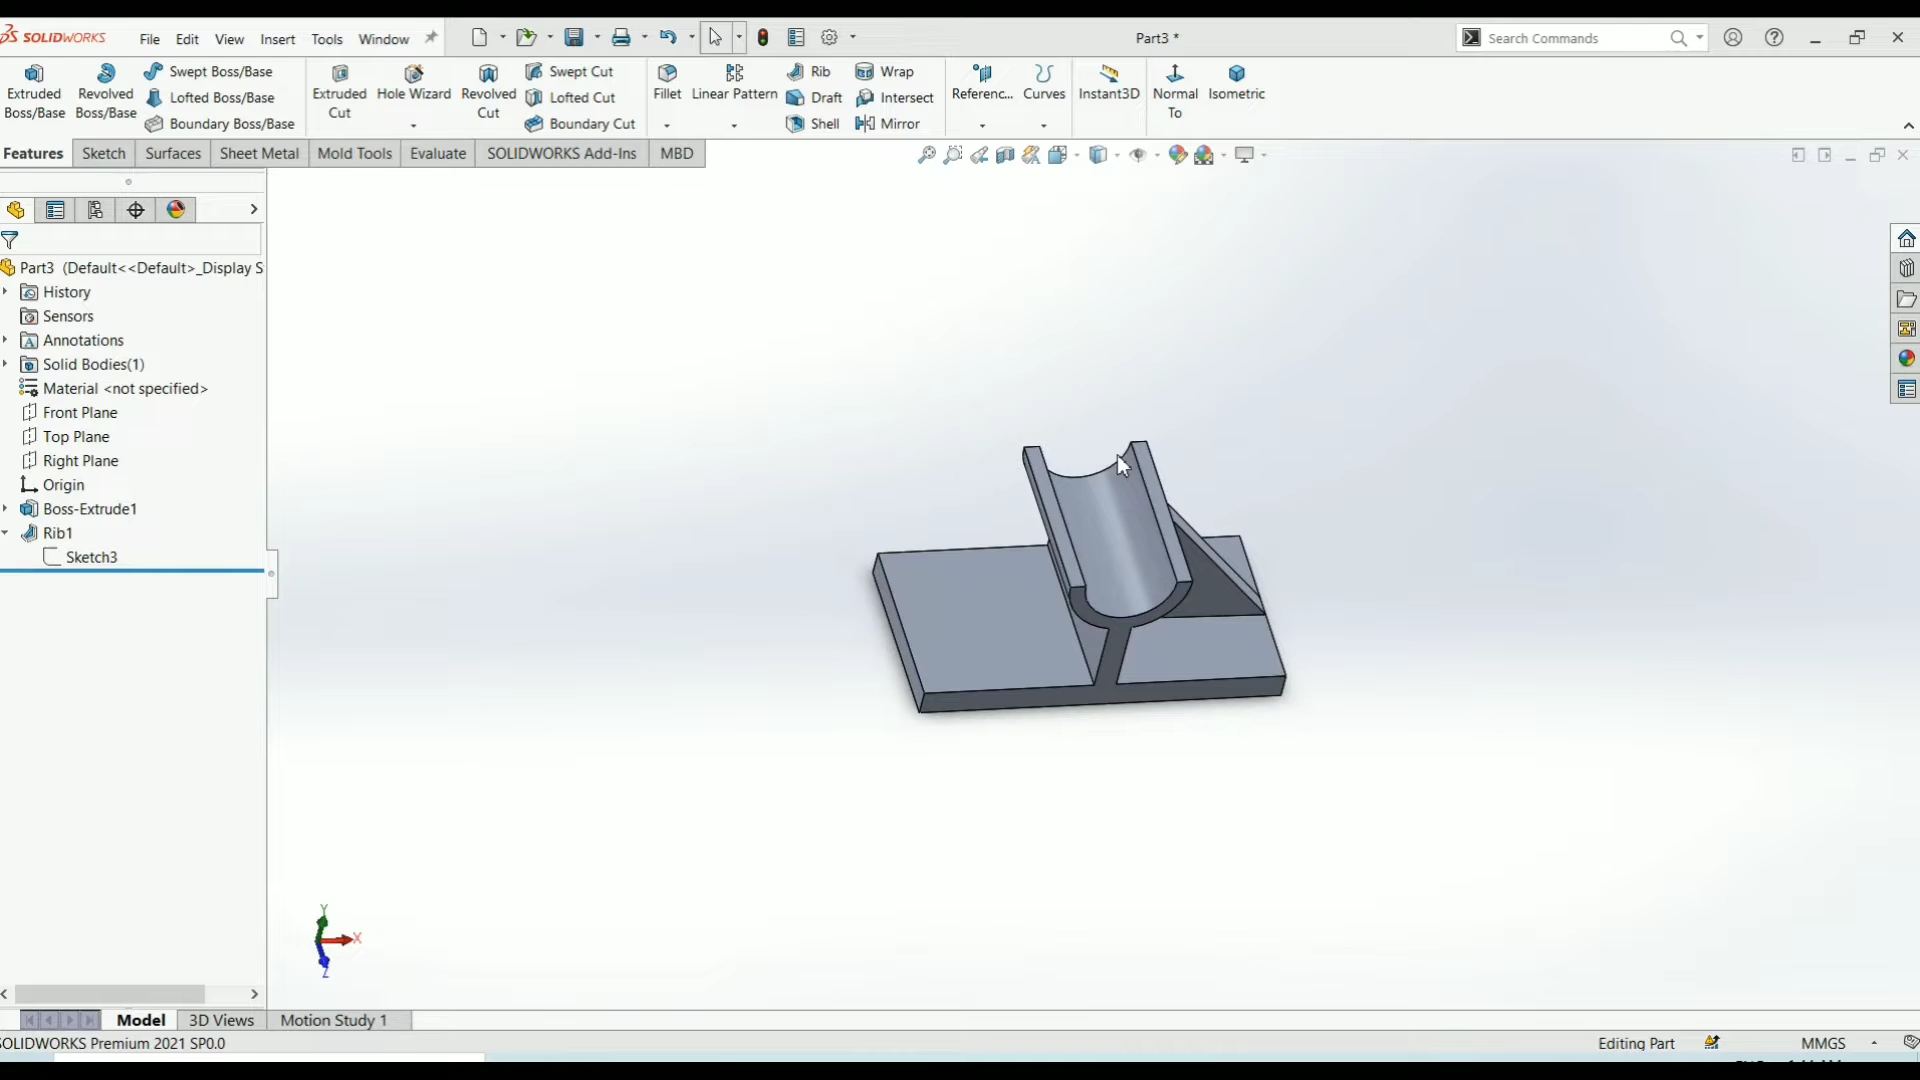 SOLIDWORKS File Edit View Insert Tools Window Part3 * Search Commands
Extruded Boss/Base
Revolved Boss/Base
Swept Boss/Base
Lofted Boss/Base
Boundary Boss/Base
Extruded Cut
Hole Wizard
Revolved Cut
Swept Cut
Lofted Cut
Boundary Cut
Fillet
Linear Pattern
Rib
Draft
Shell
Wrap
Intersect
Mirror
Referenc...
Curves
Instant3D
Normal To
Isometric
Features Sketch Surfaces Sheet Metal Mold Tools Evaluate SOLIDWORKS Add-Ins MBD
Part3 (Default<<Default>_Display S
History
Sensors
Annotations
Solid Bodies(1)
Material <not specified>
Front Plane
Top Plane
Right Plane
Origin
Boss-Extrude1
Rib1
Sketch3
Y
X
Z
Model 3D Views Motion Study 1
SOLIDWORKS Premium 2021 SP0.0 Editing Part MMGS